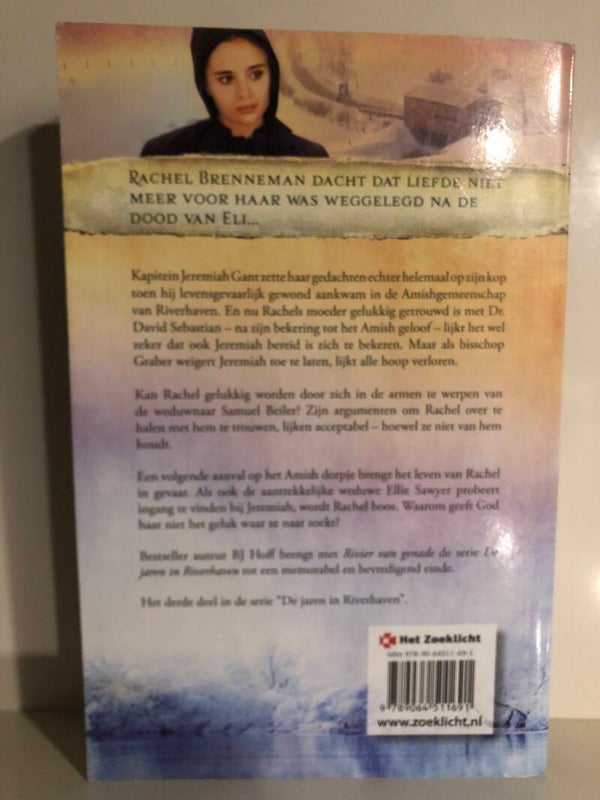 Rachel Brenneman dacht dat liefde niet
meer voor haar was weggelegd na de
dood van Eli...
Kapitein Jeremiah Gant zette haar gedachten echter helemaal op zijn kop
toen hij levensgevaarlijk gewond aankwam in de Amishgemeenschap
van Riverhaven. En nu Rachels moeder gelukkig getrouwd is met Dr.
David Sebastian – na zijn bekering tot het Amish geloof – lijkt het wel
zeker dat ook Jeremiah bereid is zich te bekeren. Maar als bisschop
Graber weigert Jeremiah toe te laten, lijkt alle hoop verloren.
Kan Rachel gelukkig worden door zich in de armen te werpen van
de weduwnaar Samuel Beiler? Zijn argumenten om Rachel over te
halen met hem te trouwen, lijken acceptabel – hoewel ze niet van hem
houdt.
Een volgende aanval op het Amish dorpje brengt het leven van Rachel
in gevaar. Als ook de aantrekkelijke weduwe Ellie Sawyer probeert
ingang te vinden bij Jeremiah, wordt Rachel boos. Waarom geeft God
haar niet het geluk waar ze naar zoekt?
Bestseller auteur BJ Hoff brengt met Rivier van genade de serie De
jaren in Riverhaven tot een memorabel en bevredigend einde.
Het derde deel in de serie "De jaren in Riverhaven".
Het Zoeklicht
ISBN 978-90-64511-69-1
9 789064 511691
www.zoeklicht.nl